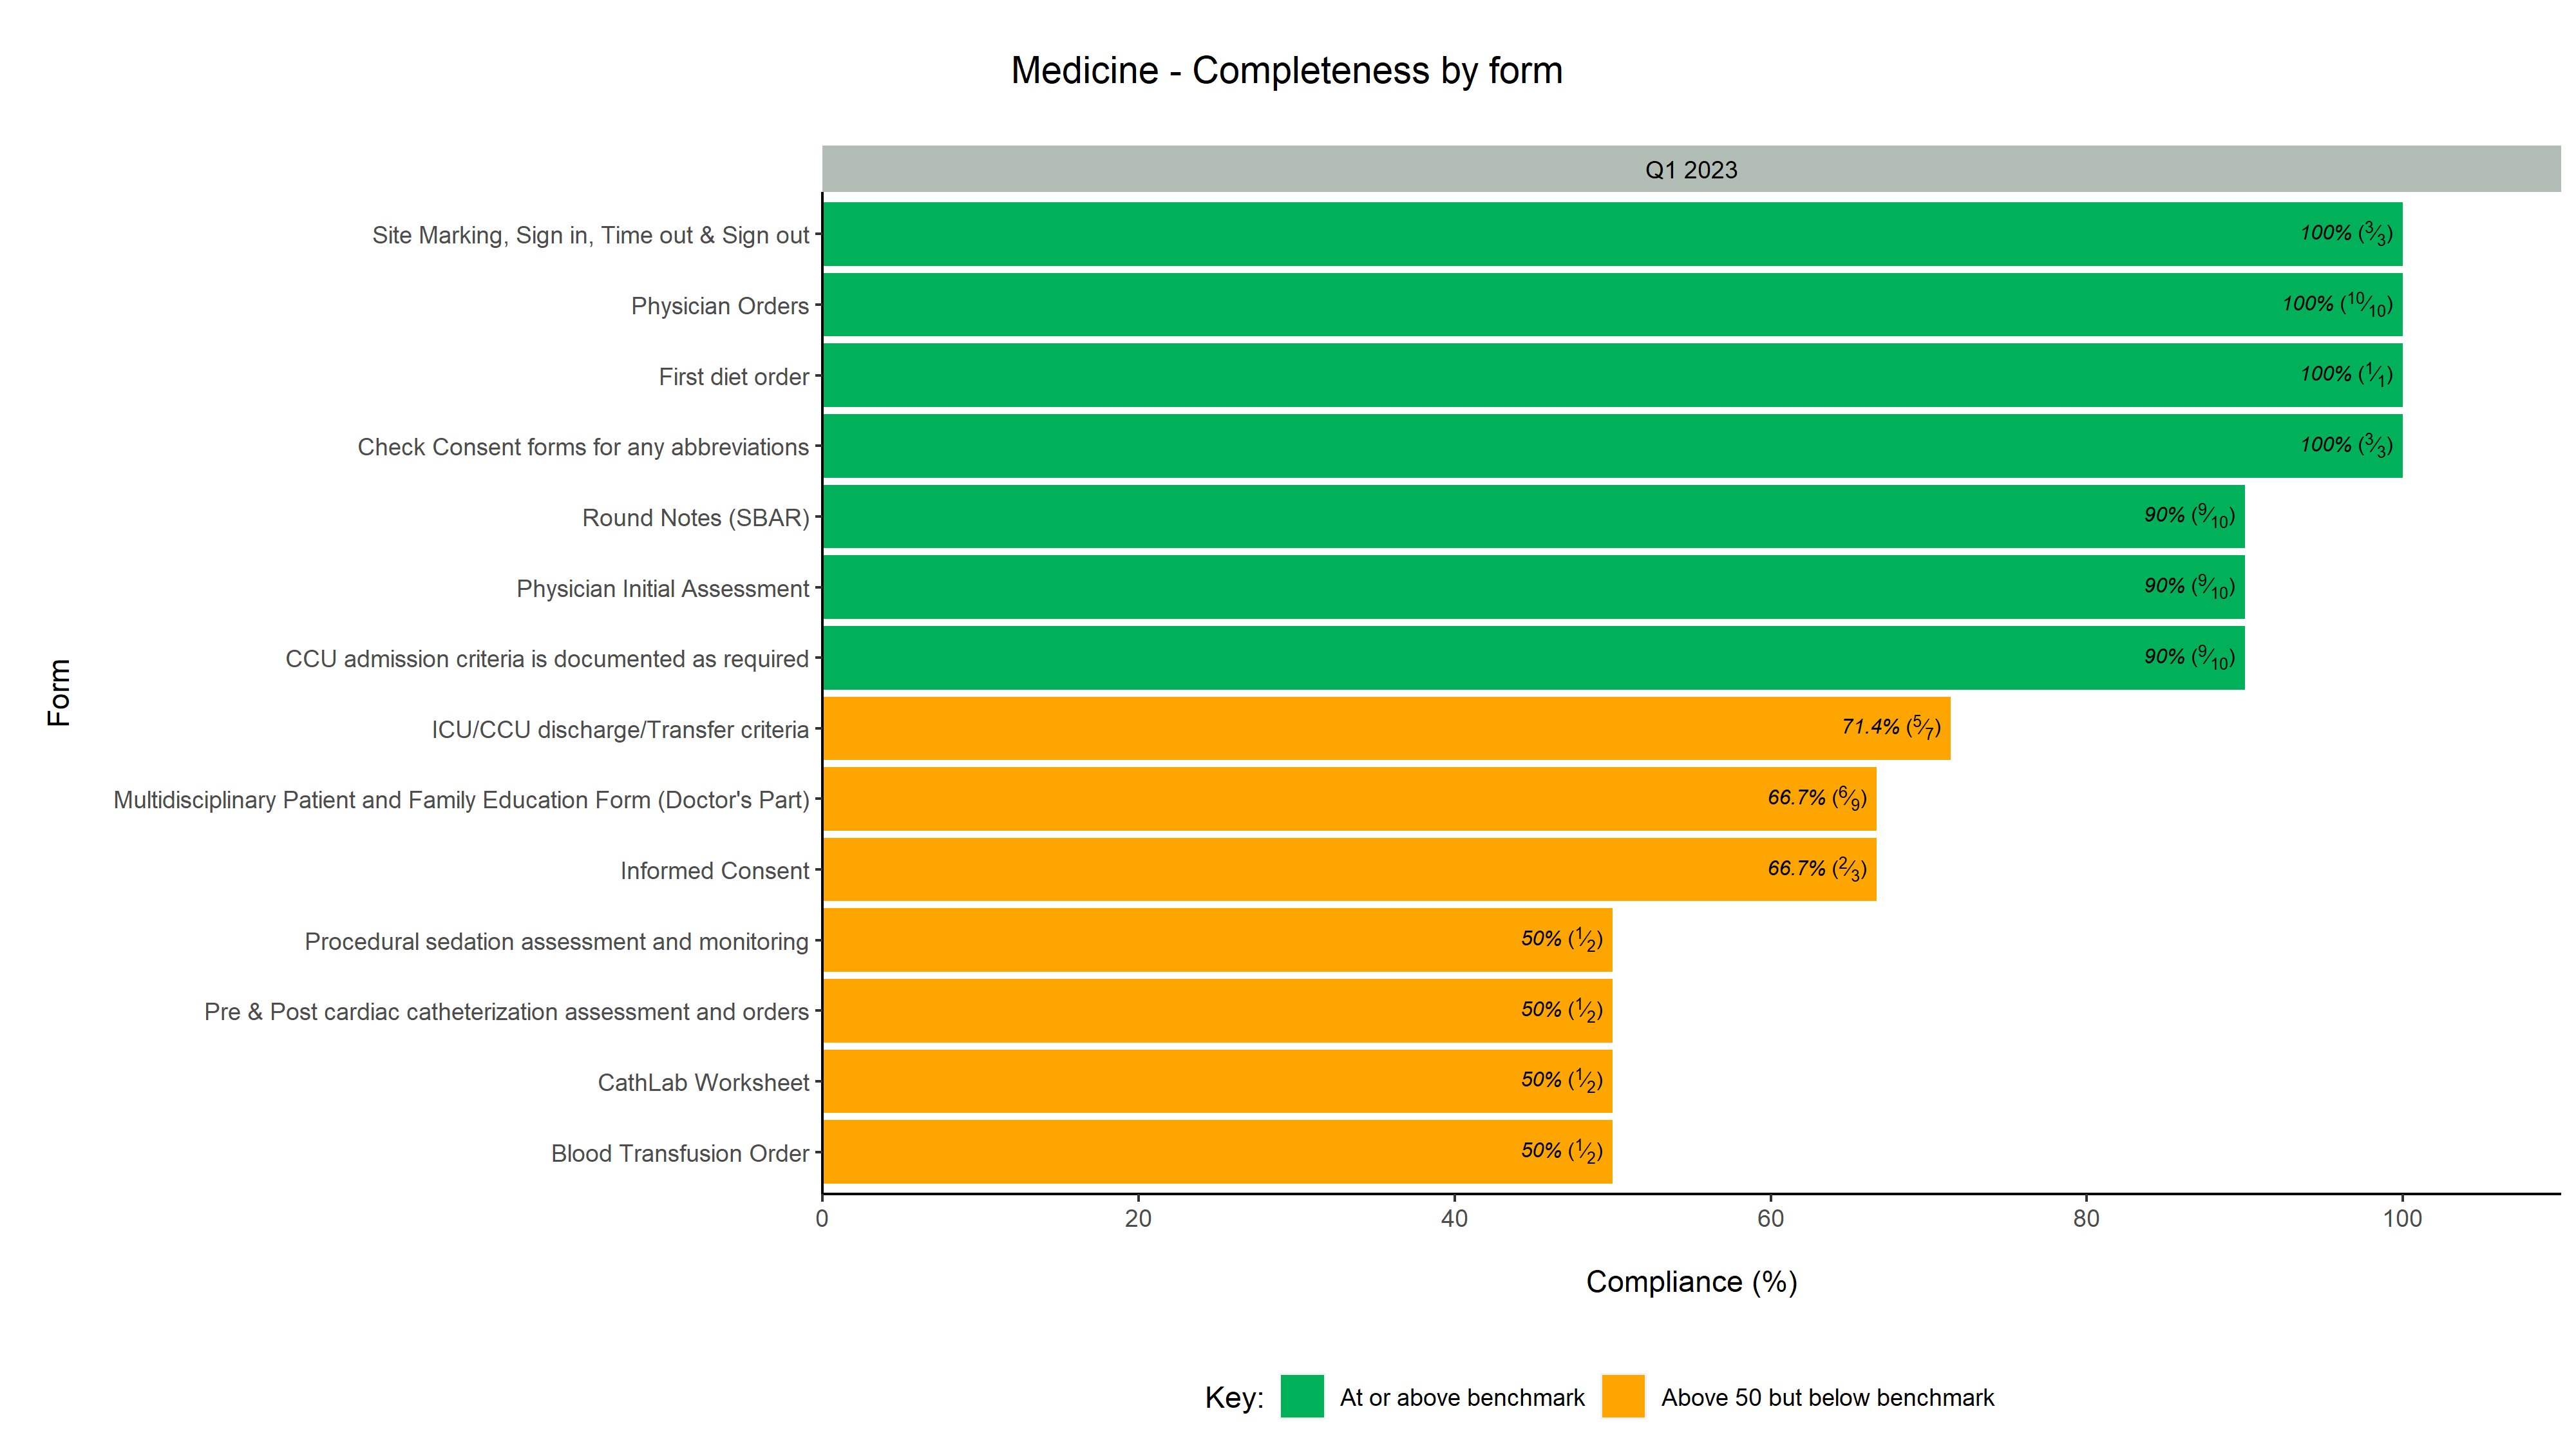 Medicine - Completeness by form
Q1 2023
Site Marking, Sign in, Time out & Sign out
100% (3⁄3)
Physician Orders
100% (10⁄10)
First diet order
100% (1⁄1)
Check Consent forms for any abbreviations
100% (3⁄3)
Round Notes (SBAR)
90% (9⁄10)
Physician Initial Assessment
90% (9⁄10)
CCU admission criteria is documented as required
90% (9⁄10)
ICU/CCU discharge/Transfer criteria
71.4% (5⁄7)
Multidisciplinary Patient and Family Education Form (Doctor's Part)
66.7% (6⁄9)
Informed Consent
66.7% (2⁄3)
Procedural sedation assessment and monitoring
50% (1⁄2)
Pre & Post cardiac catheterization assessment and orders
50% (1⁄2)
CathLab Worksheet
50% (1⁄2)
Blood Transfusion Order
50% (1⁄2)
Form
0 20 40 60 80 100
Compliance (%)
Key: At or above benchmark Above 50 but below benchmark